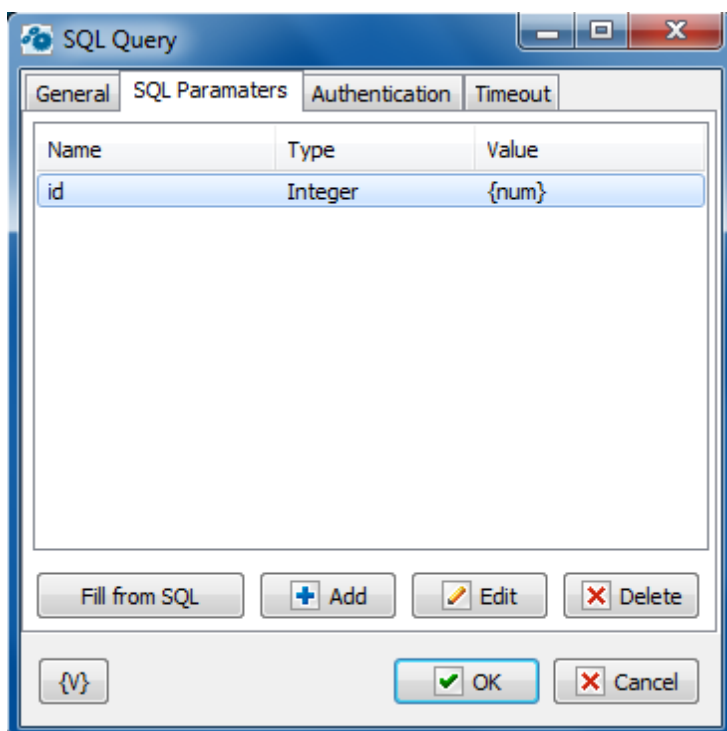 SQL Query
General SQL Paramaters Authentication Timeout
Name Type Value
id Integer {num}
Fill from SQL Add Edit Delete
{V} OK Cancel